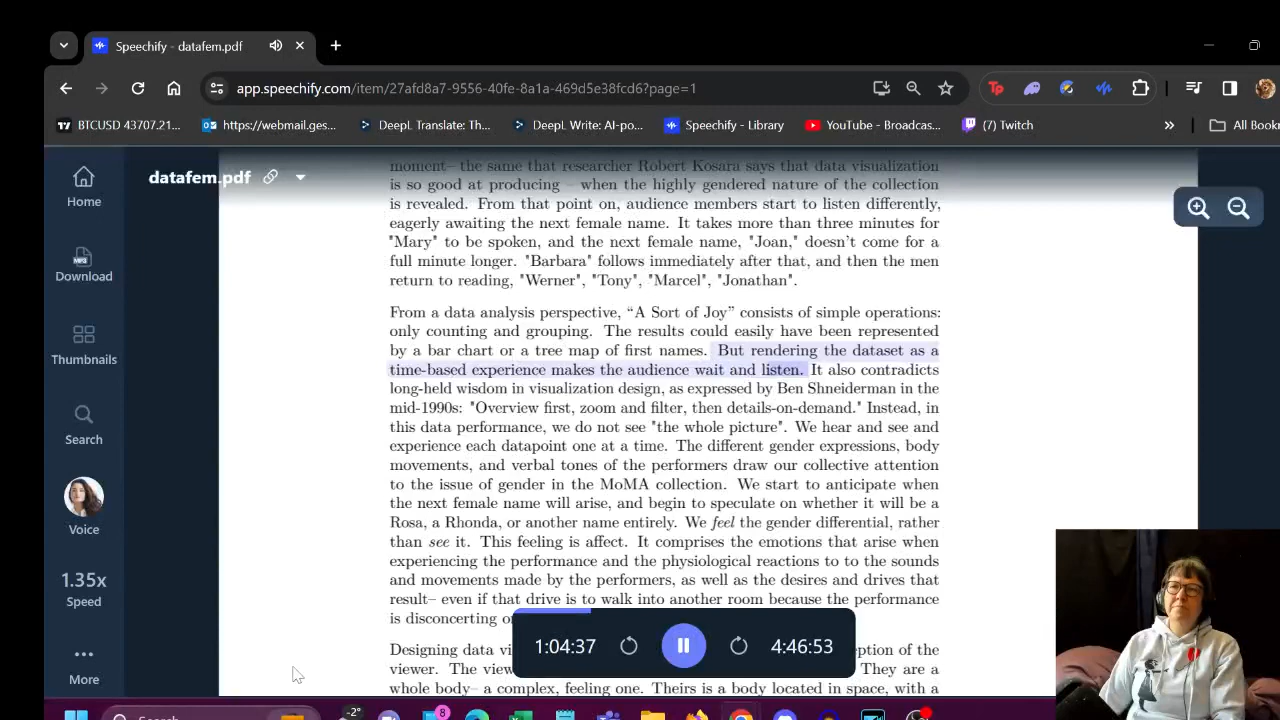 Speechify - datafem.pdf
app.speechify.com/item/27afd8a7-9556-40fe-8a1a-469d5e38fcd6?page=1
BTCUSD 43707.21... https://webmail.ges... DeepL Translate: Th... DeepL Write: AI-po... Speechify - Library YouTube - Broadcas... (7) Twitch » All Book
datafem.pdf
Home
Download
Thumbnails
Search
Voice
1.35x
Speed
More
moment– the same that researcher Robert Kosara says that data visualization
is so good at producing – when the highly gendered nature of the collection
is revealed. From that point on, audience members start to listen differently,
eagerly awaiting the next female name. It takes more than three minutes for
"Mary" to be spoken, and the next female name, "Joan," doesn't come for a
full minute longer. "Barbara" follows immediately after that, and then the men
return to reading, "Werner", "Tony", "Marcel", "Jonathan".
From a data analysis perspective, “A Sort of Joy” consists of simple operations:
only counting and grouping. The results could easily have been represented
by a bar chart or a tree map of first names. But rendering the dataset as a
time-based experience makes the audience wait and listen. It also contradicts
long-held wisdom in visualization design, as expressed by Ben Shneiderman in the
mid-1990s: "Overview first, zoom and filter, then details-on-demand." Instead, in
this data performance, we do not see "the whole picture". We hear and see and
experience each datapoint one at a time. The different gender expressions, body
movements, and verbal tones of the performers draw our collective attention
to the issue of gender in the MoMA collection. We start to anticipate when
the next female name will arise, and begin to speculate on whether it will be a
Rosa, a Rhonda, or another name entirely. We feel the gender differential, rather
than see it. This feeling is affect. It comprises the emotions that arise when
experiencing the performance and the physiological reactions to to the sounds
and movements made by the performers, as well as the desires and drives that
result– even if that drive is to walk into another room because the performance
is disconcerting
Designing data ption of the
viewer. The They are a
whole body– a complex, feeling one. Theirs is a body located in space, with a
1:04:37 4:46:53
Search -2° 8